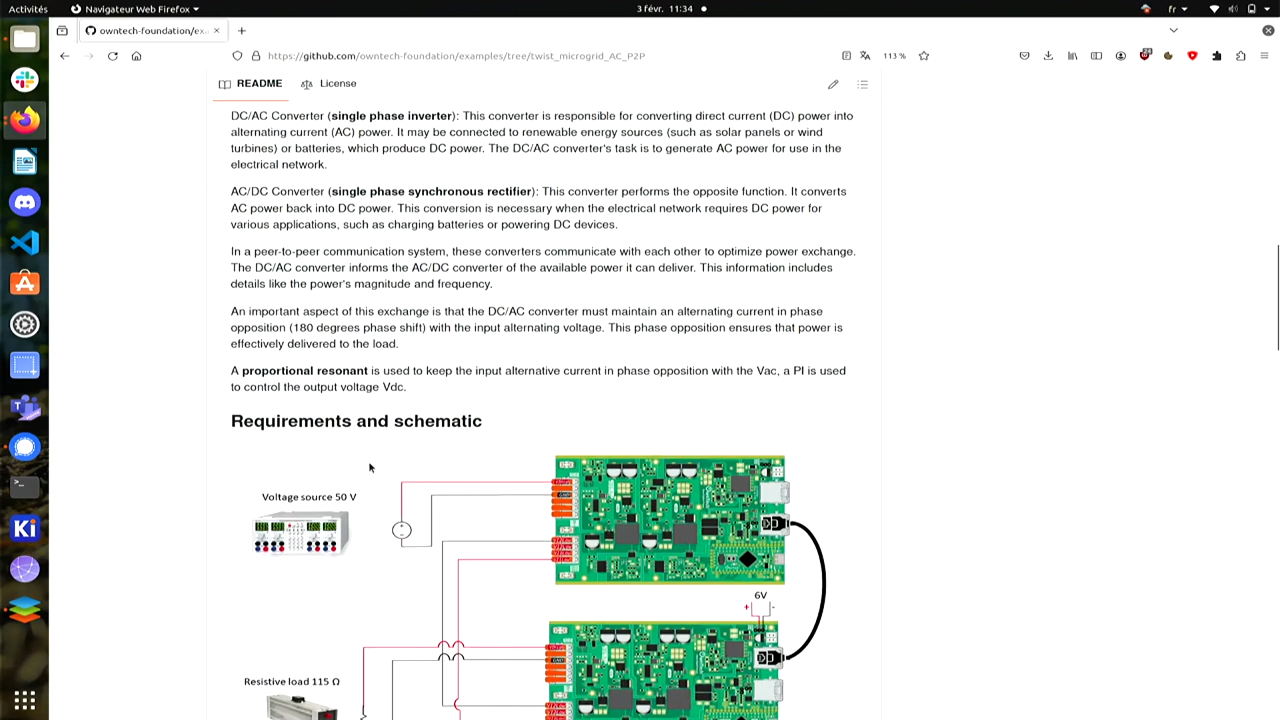 Activités
Navigateur Web Firefox
3 févr. 11:34
fr
owntech-foundation/exa
https://github.com/owntech-foundation/examples/tree/twist_microgrid_AC_P2P
113 %
README
License
DC/AC Converter (single phase inverter): This converter is responsible for converting direct current (DC) power into
alternating current (AC) power. It may be connected to renewable energy sources (such as solar panels or wind
turbines) or batteries, which produce DC power. The DC/AC converter's task is to generate AC power for use in the
electrical network.
AC/DC Converter (single phase synchronous rectifier): This converter performs the opposite function. It converts
AC power back into DC power. This conversion is necessary when the electrical network requires DC power for
various applications, such as charging batteries or powering DC devices.
In a peer-to-peer communication system, these converters communicate with each other to optimize power exchange.
The DC/AC converter informs the AC/DC converter of the available power it can deliver. This information includes
details like the power's magnitude and frequency.
An important aspect of this exchange is that the DC/AC converter must maintain an alternating current in phase
opposition (180 degrees phase shift) with the input alternating voltage. This phase opposition ensures that power is
effectively delivered to the load.
A proportional resonant is used to keep the input alternative current in phase opposition with the Vac, a PI is used
to control the output voltage Vdc.
Requirements and schematic
Voltage source 50 V
6V
+ -
Resistive load 115 Ω
Ki